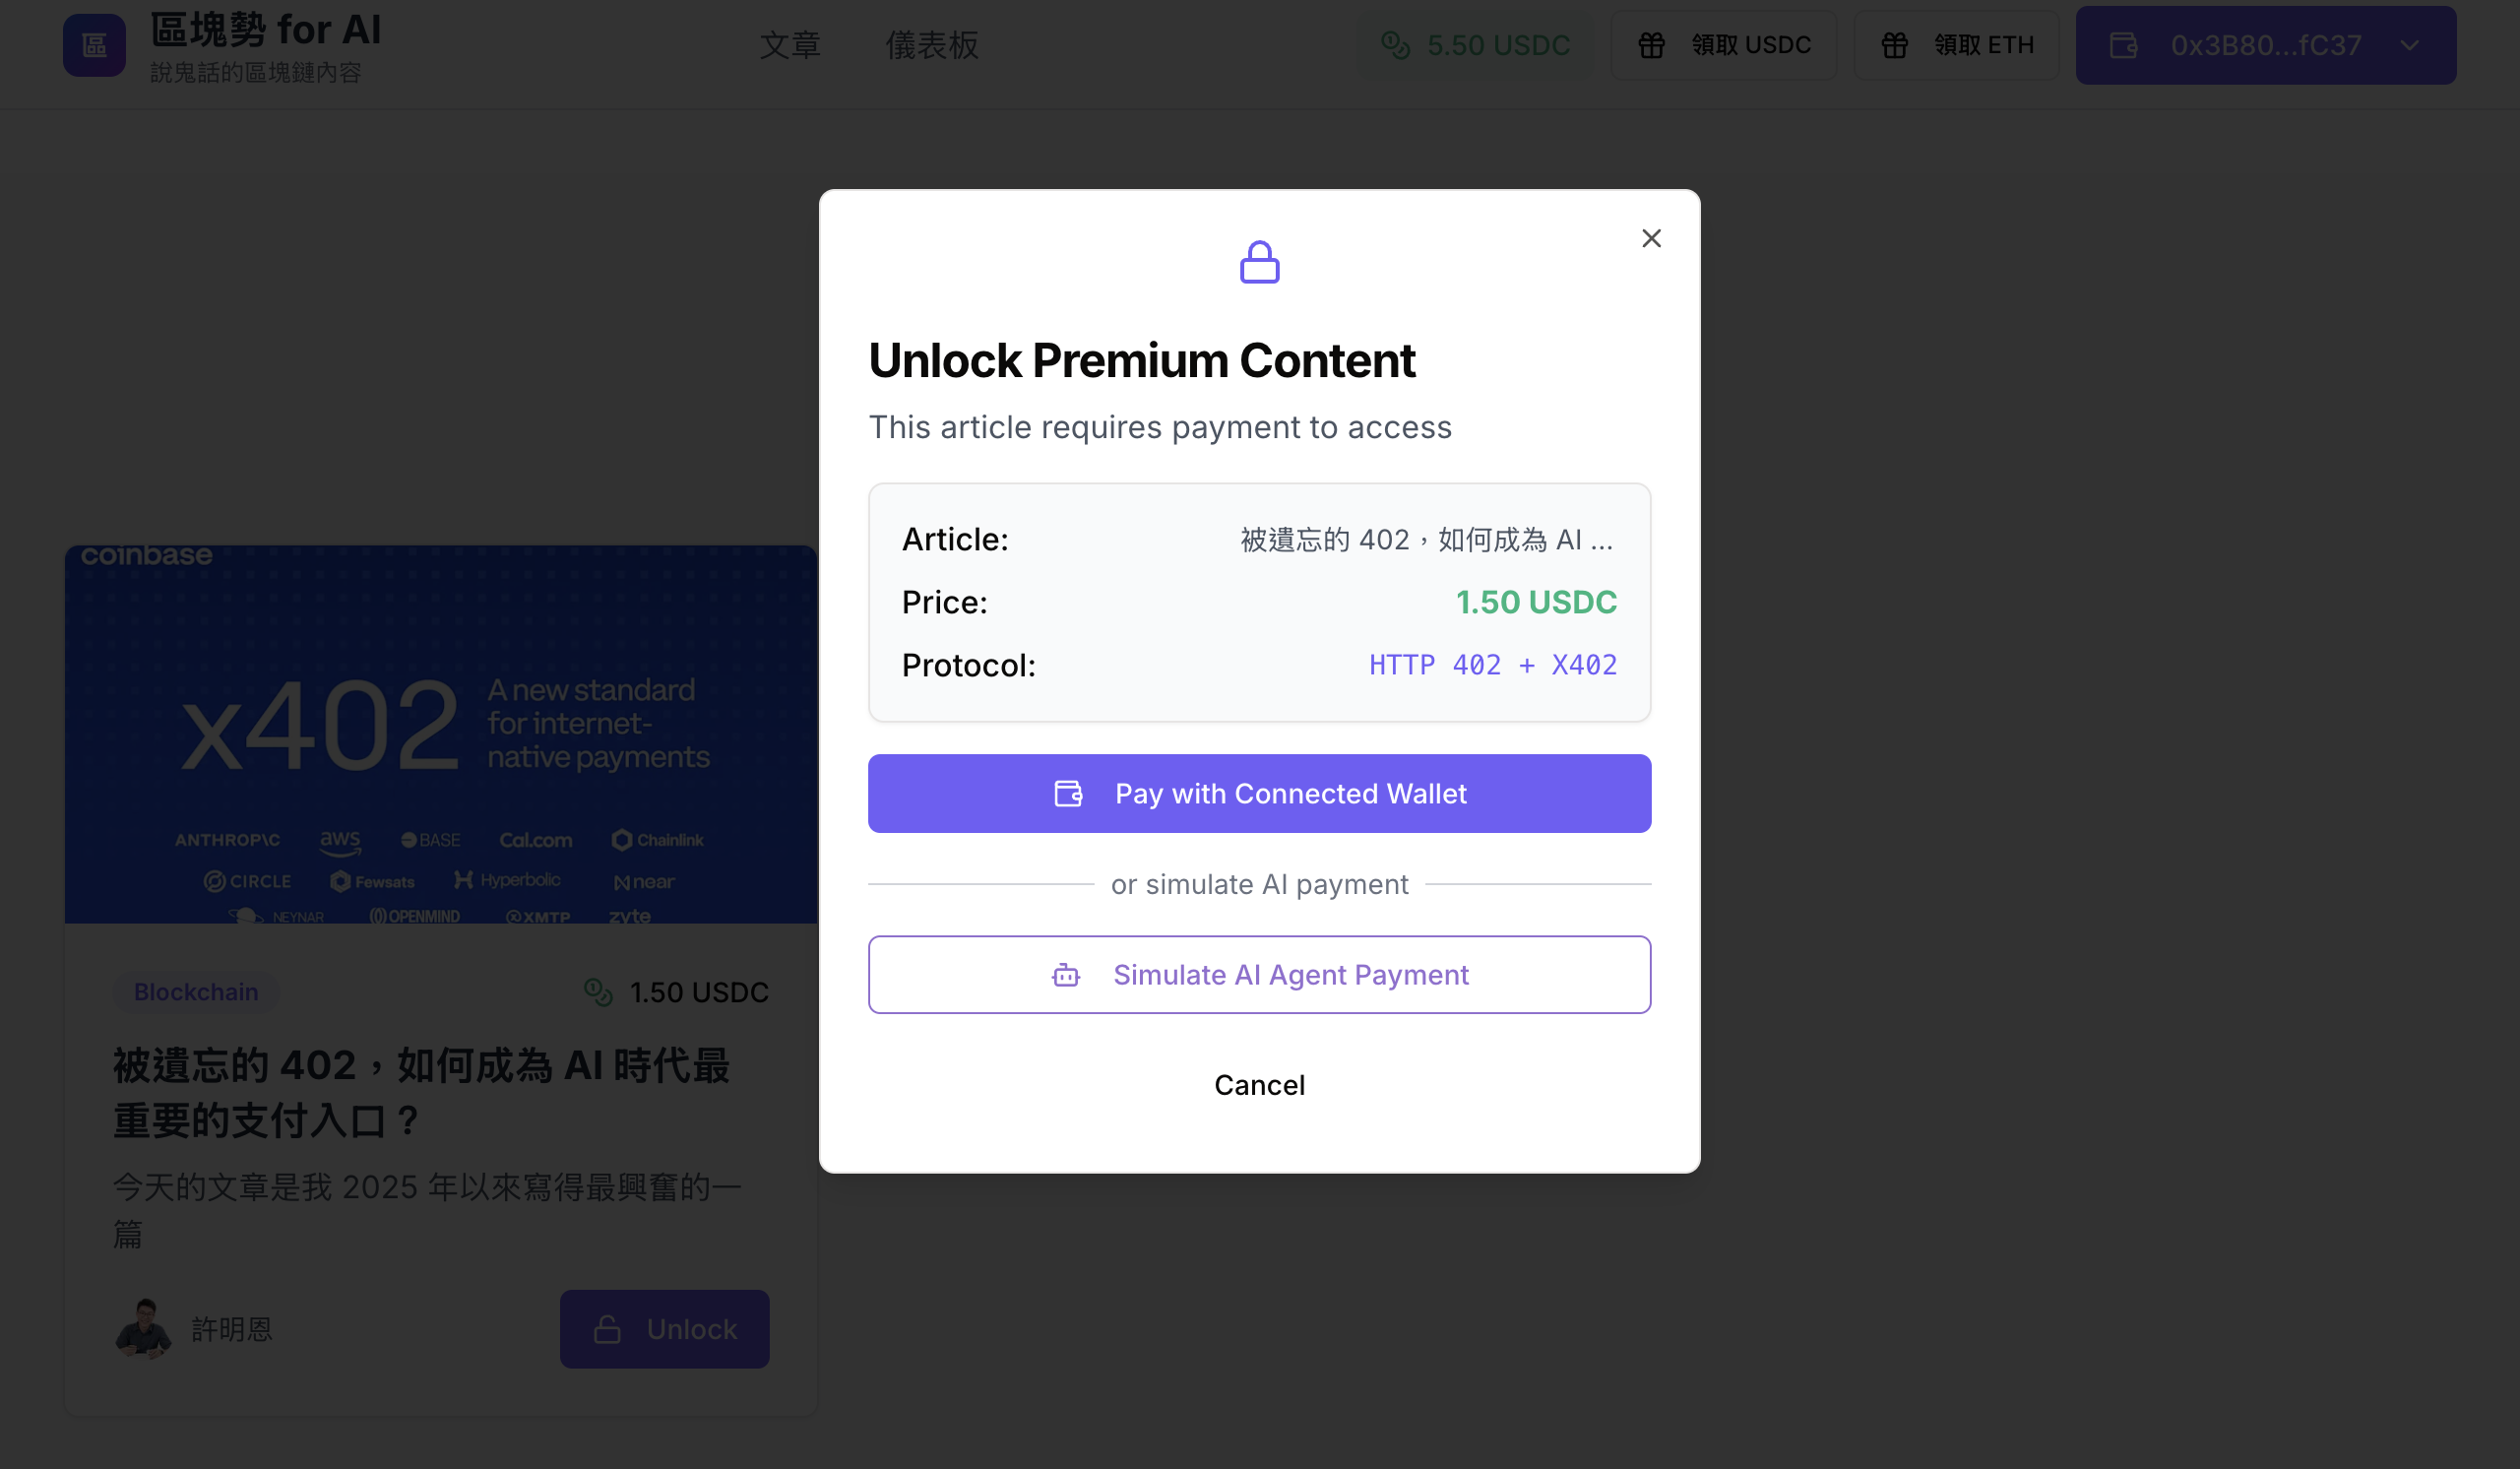 區
區塊勢 for AI
說鬼話的區塊鏈內容
文章
儀表板
5.50 USDC
領取 USDC
領取 ETH
0x3B80...fC37
Unlock Premium Content
This article requires payment to access
Article:
被遺忘的 402，如何成為 AI ...
Price:
1.50 USDC
Protocol:
HTTP 402 + X402
Pay with Connected Wallet
or simulate AI payment
Simulate AI Agent Payment
Cancel
coinbase
x402
A new standard
for internet-
native payments
ANTHROP\C
aws
BASE
Cal.com
Chainlink
CIRCLE
Fewsats
Hyperbolic
near
NEYNAR
OPENMIND
XMTP
zyte
Blockchain
1.50 USDC
被遺忘的 402，如何成為 AI 時代最
重要的支付入口？
今天的文章是我 2025 年以來寫得最興奮的一
篇
許明恩
Unlock